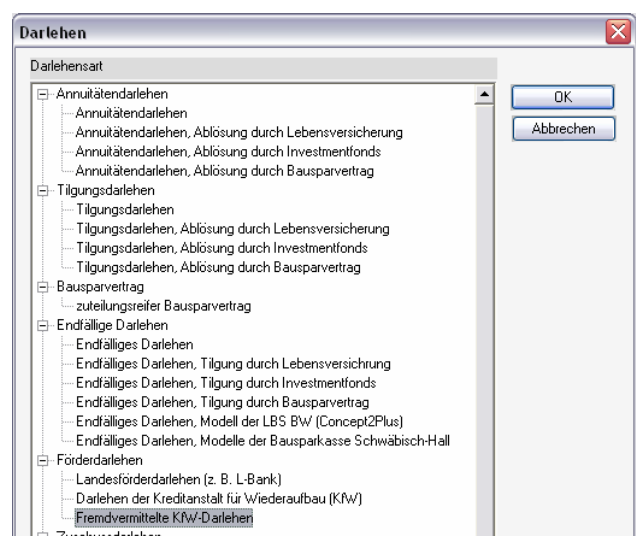 Darlehen
Darlehensart
Annuitätendarlehen
Annuitätendarlehen
Annuitätendarlehen, Ablösung durch Lebensversicherung
Annuitätendarlehen, Ablösung durch Investmentfonds
Annuitätendarlehen, Ablösung durch Bausparvertrag
Tilgungsdarlehen
Tilgungsdarlehen
Tilgungsdarlehen, Ablösung durch Lebensversicherung
Tilgungsdarlehen, Ablösung durch Investmentfonds
Tilgungsdarlehen, Ablösung durch Bausparvertrag
Bausparvertrag
zuteilungsreifer Bausparvertrag
Endfällige Darlehen
Endfälliges Darlehen
Endfälliges Darlehen, Tilgung durch Lebensversichrung
Endfälliges Darlehen, Tilgung durch Investmentfonds
Endfälliges Darlehen, Tilgung durch Bausparvertrag
Endfälliges Darlehen, Modell der LBS BW (Concept2Plus)
Endfälliges Darlehen, Modelle der Bausparkasse Schwäbisch-Hall
Förderdarlehen
Landesförderdarlehen (z. B. L-Bank)
Darlehen der Kreditanstalt für Wiederaufbau (KfW)
Fremdvermittelte KfW-Darlehen
OK
Abbrechen